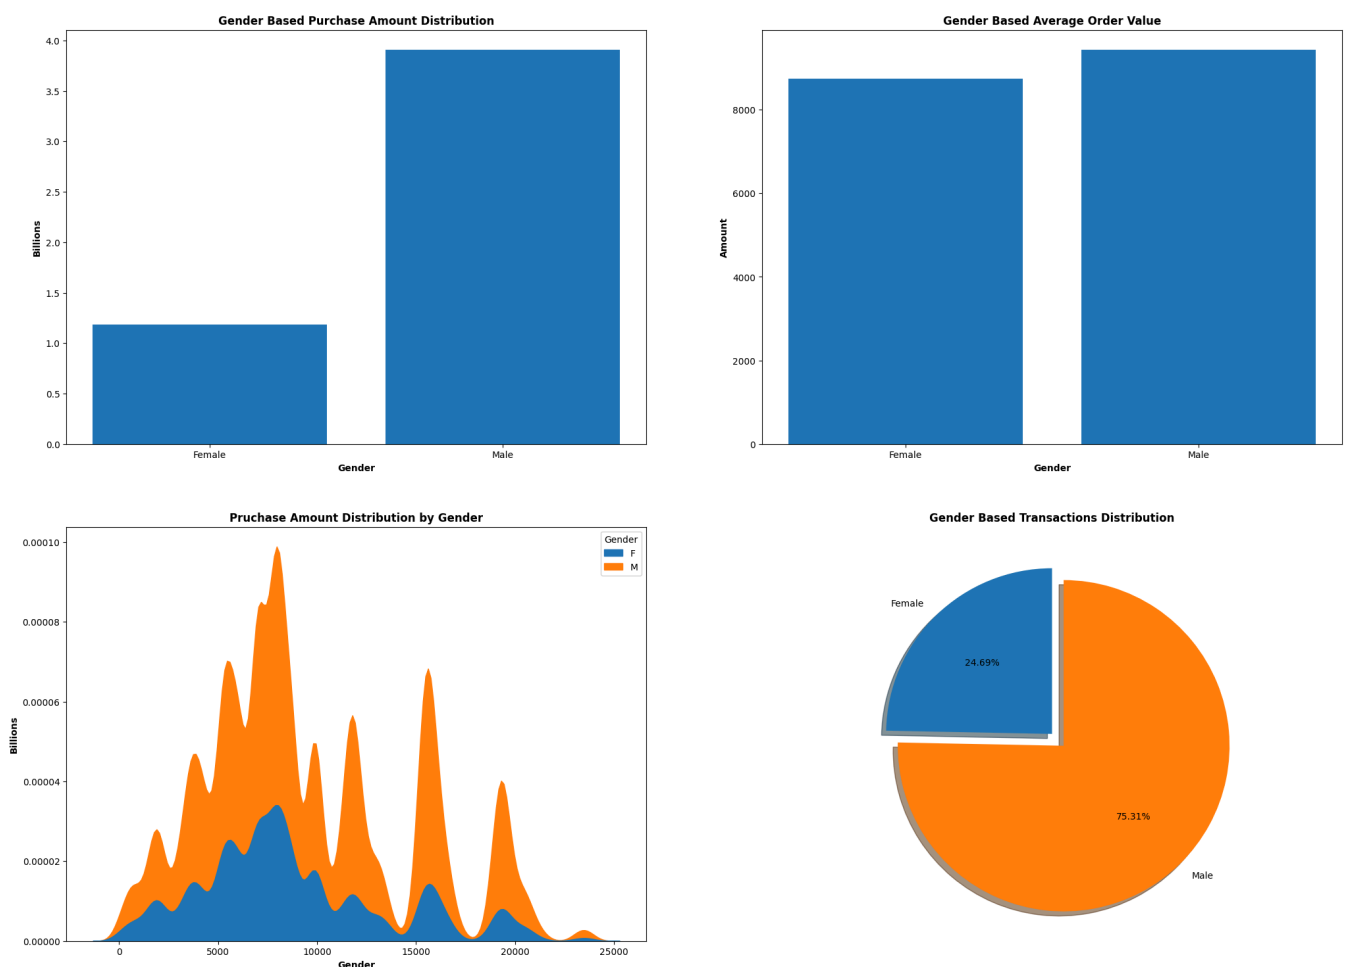 Gender Based Purchase Amount Distribution
Billions
4.0
3.5
3.0
2.5
2.0
1.5
1.0
0.5
0.0
Female
Male
Gender
Gender Based Average Order Value
Amount
8000
6000
4000
2000
0
Female
Male
Gender
Pruchase Amount Distribution by Gender
Billions
0.00010
0.00008
0.00006
0.00004
0.00002
0.00000
Gender
F
M
0
5000
10000
15000
20000
25000
Gender
Gender Based Transactions Distribution
Female
24.69%
75.31%
Male